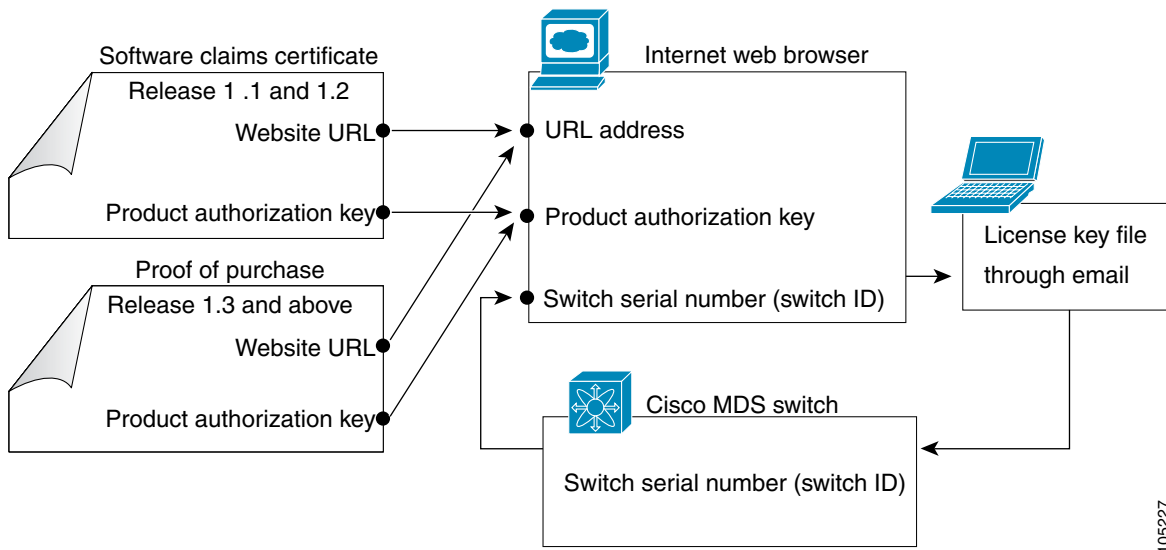 Software claims certificate
Release 1 .1 and 1.2
Website URL
Product authorization key
Proof of purchase
Release 1.3 and above
Website URL
Product authorization key
Internet web browser
URL address
Product authorization key
Switch serial number (switch ID)
License key file
through email
Cisco MDS switch
Switch serial number (switch ID)
105227